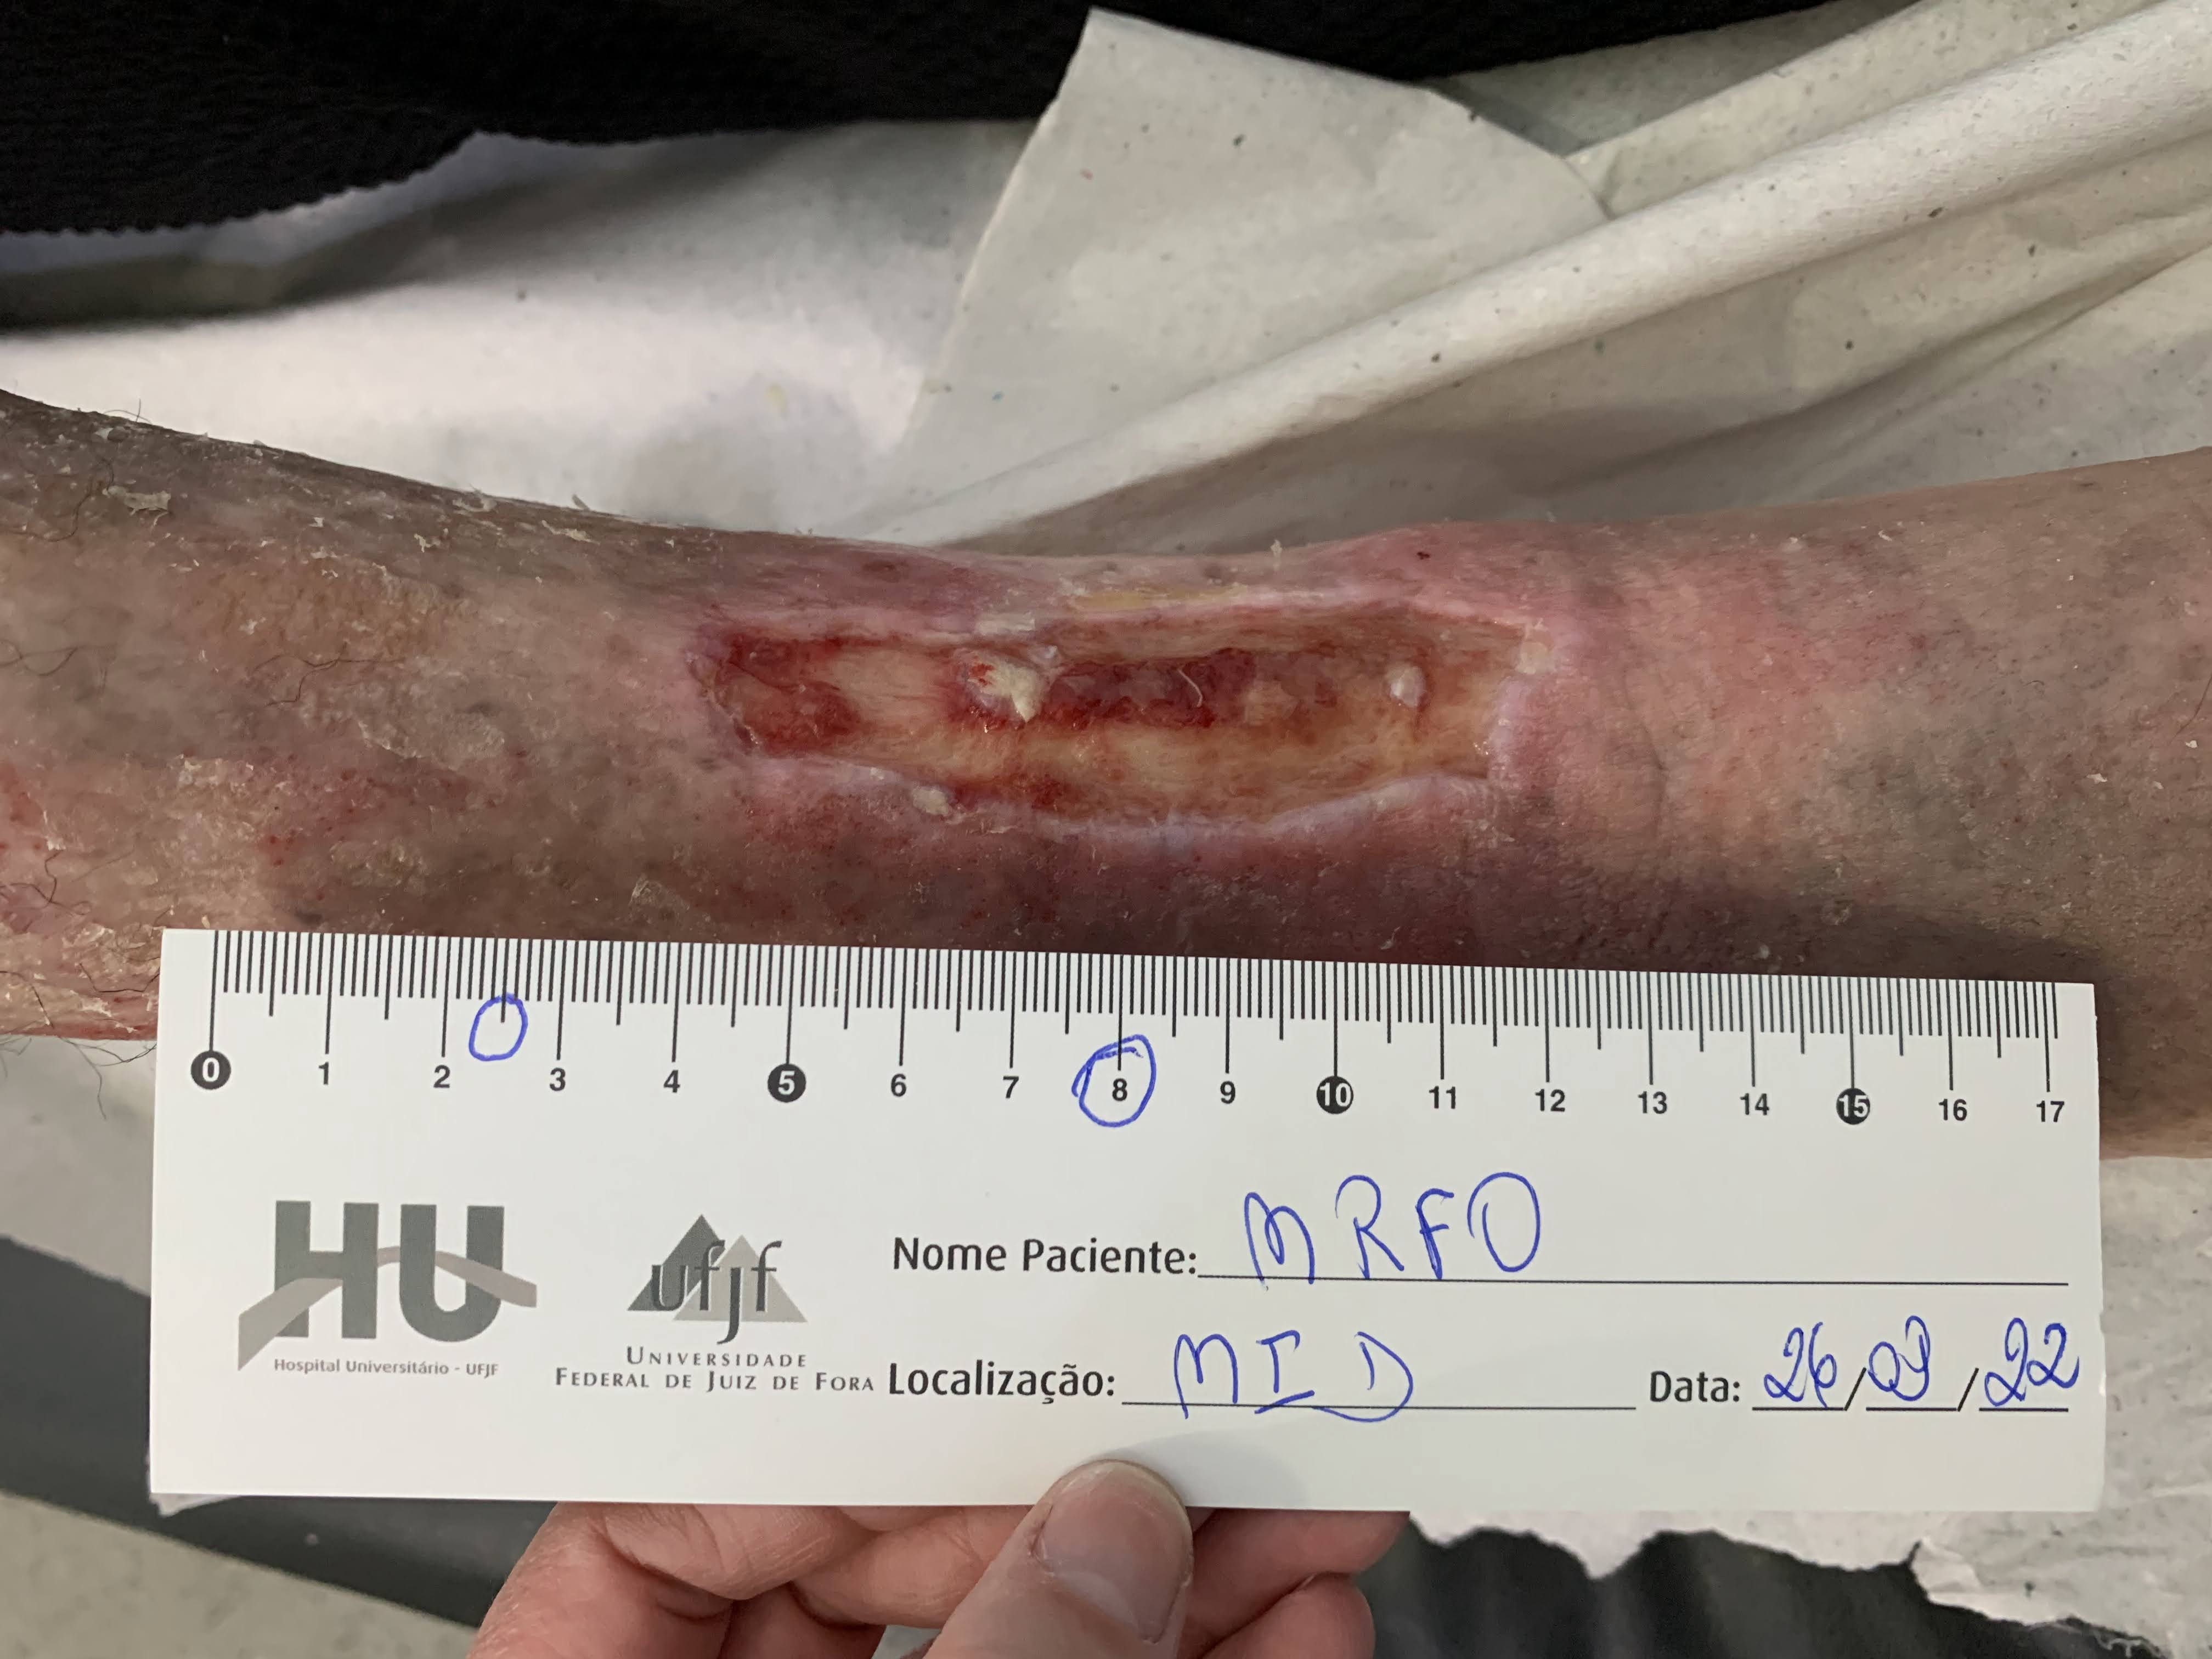 0 1 2 3 4 5 6 7 8 9 10 11 12 13 14 15 16 17
HU
Hospital Universitário - UFJF
ufjf
UNIVERSIDADE
FEDERAL DE JUIZ DE FORA
Nome Paciente: MRFO
Localização: MID Data: 26/09/22